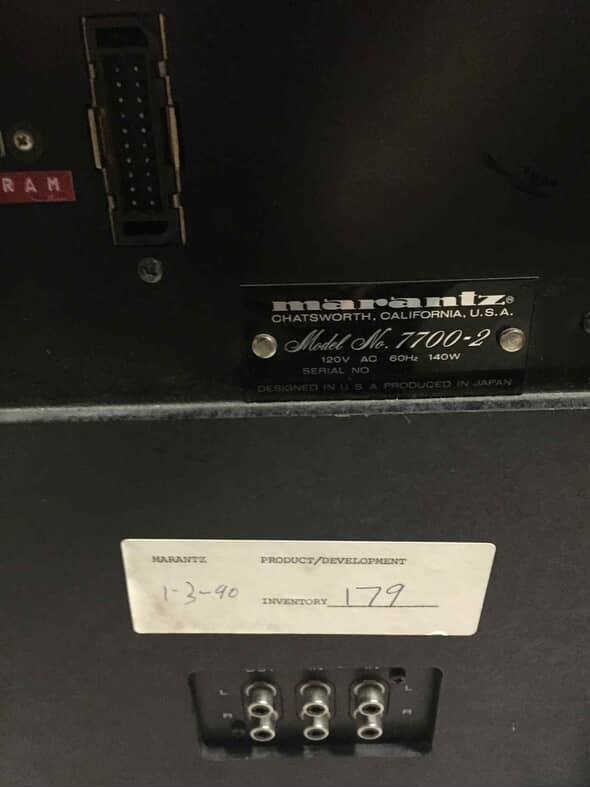 RAM
marantz®
CHATSWORTH, CALIFORNIA, U.S.A.
Model No. 7700-2
120V AC 60Hz 140W
SERIAL NO
DESIGNED IN U.S.A PRODUCED IN JAPAN
MARANTZ PRODUCT/DEVELOPMENT
1-3-90 INVENTORY 179
L L
R R